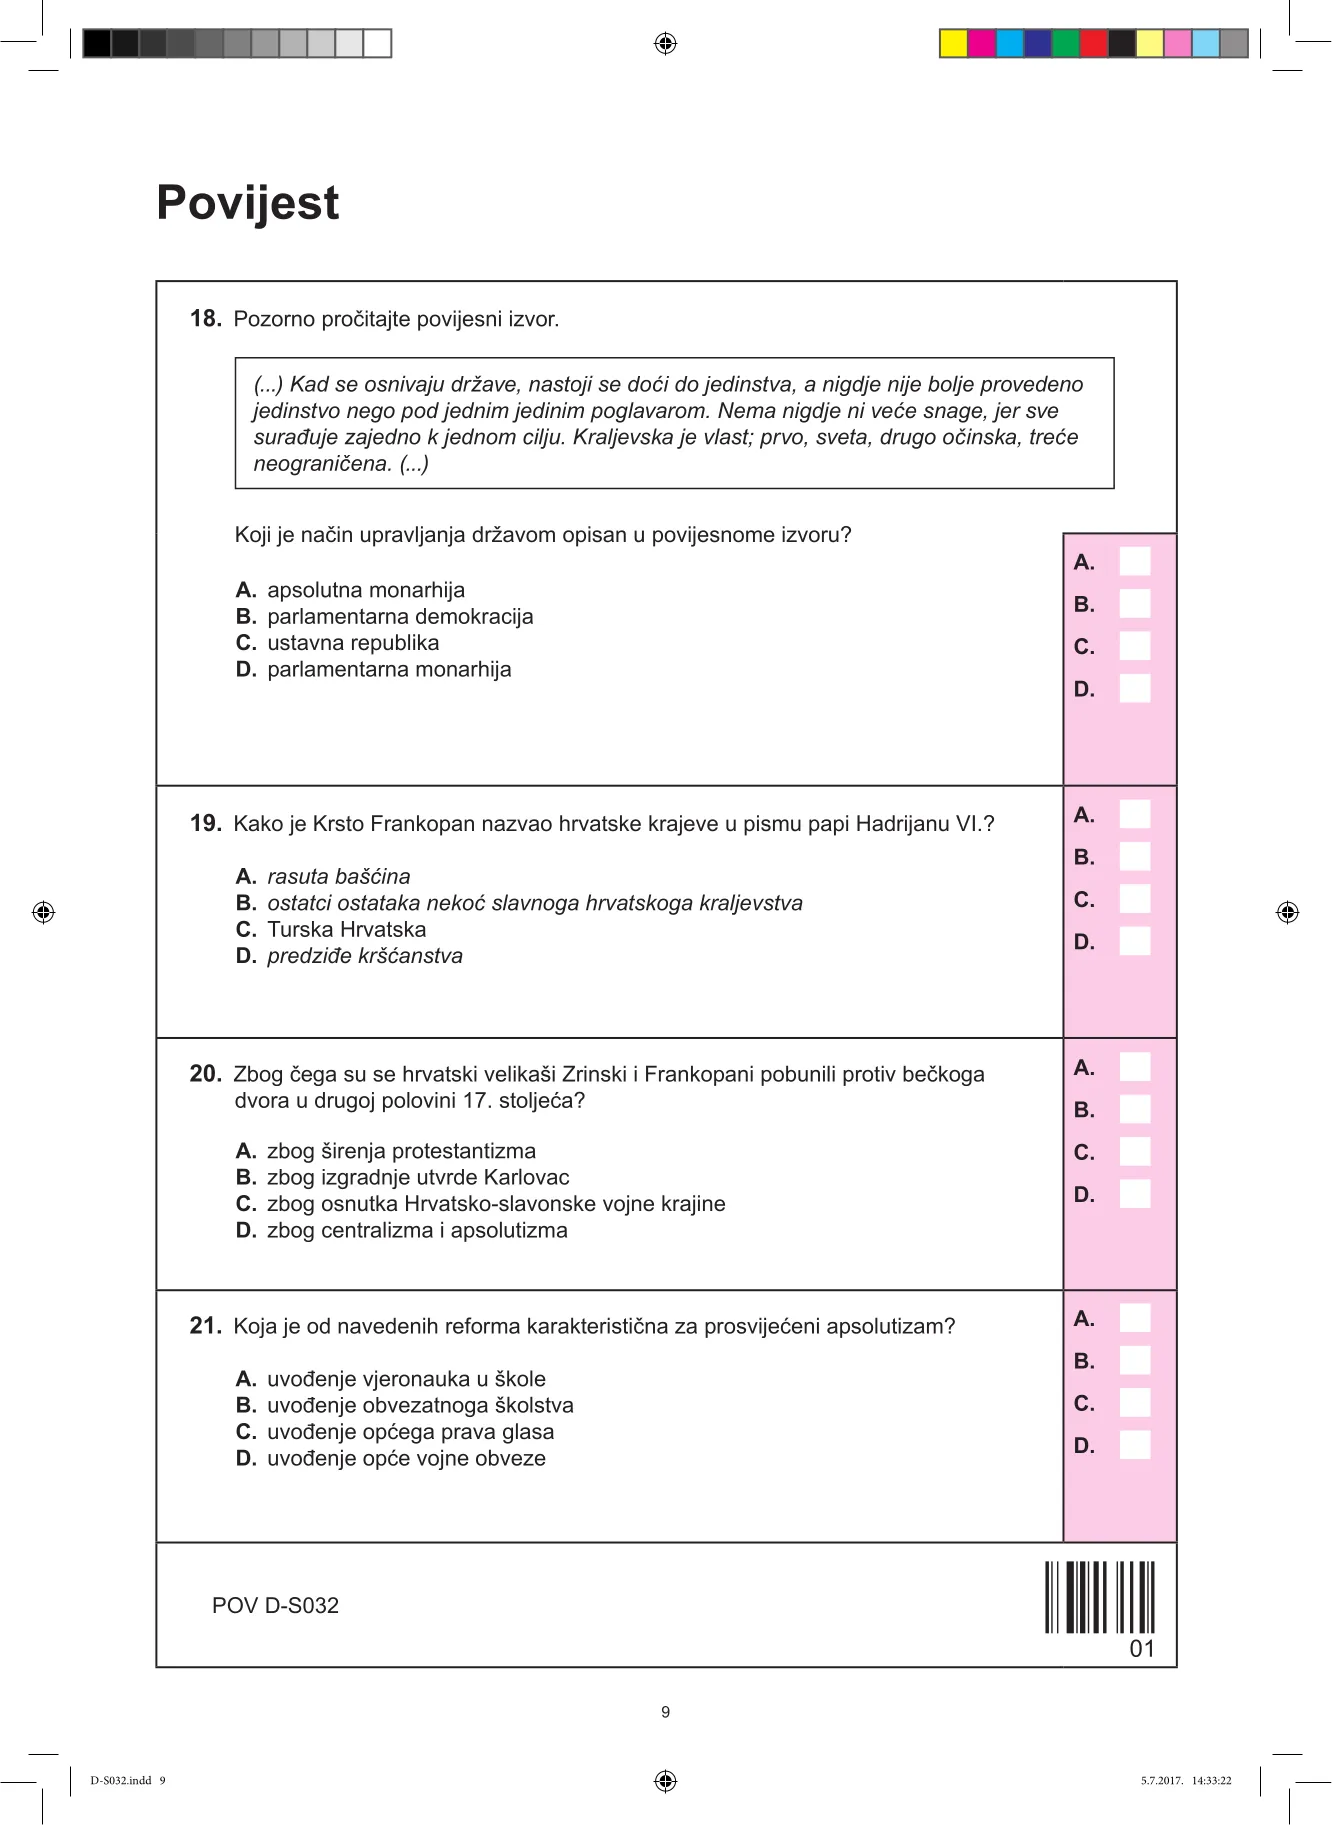 Povijest
18. Pozorno pročitajte povijesni izvor.
(...) Kad se osnivaju države, nastoji se doći do jedinstva, a nigdje nije bolje provedeno
jedinstvo nego pod jednim jedinim poglavarom. Nema nigdje ni veće snage, jer sve
surađuje zajedno k jednom cilju. Kraljevska je vlast; prvo, sveta, drugo očinska, treće
neograničena. (...)
Koji je način upravljanja državom opisan u povijesnome izvoru?
A. apsolutna monarhija
B. parlamentarna demokracija
C. ustavna republika
D. parlamentarna monarhija
A.
B.
C.
D.
19. Kako je Krsto Frankopan nazvao hrvatske krajeve u pismu papi Hadrijanu VI.?
A. rasuta bašćina
B. ostatci ostataka nekoć slavnoga hrvatskoga kraljevstva
C. Turska Hrvatska
D. predziđe kršćanstva
A.
B.
C.
D.
20. Zbog čega su se hrvatski velikaši Zrinski i Frankopani pobunili protiv bečkoga
dvora u drugoj polovini 17. stoljeća?
A. zbog širenja protestantizma
B. zbog izgradnje utvrde Karlovac
C. zbog osnutka Hrvatsko-slavonske vojne krajine
D. zbog centralizma i apsolutizma
A.
B.
C.
D.
21. Koja je od navedenih reforma karakteristična za prosvijećeni apsolutizam?
A. uvođenje vjeronauka u škole
B. uvođenje obvezatnoga školstva
C. uvođenje općega prava glasa
D. uvođenje opće vojne obveze
A.
B.
C.
D.
POV D-S032
01
9
D-S032.indd 9
5.7.2017. 14:33:22